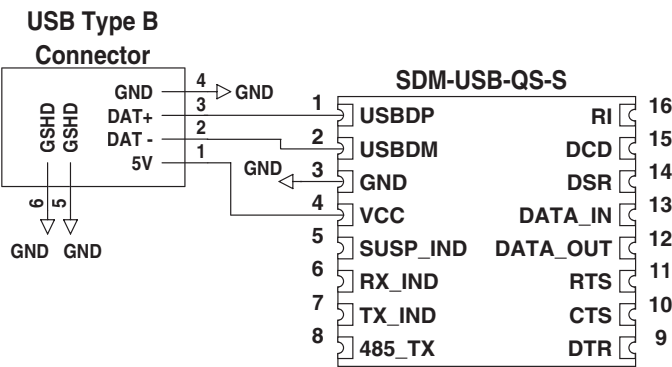 USB Type B
Connector
GND 4 GND
DAT+ 3
DAT - 2
5V 1
GSHD GSHD
6 5
GND GND
GND
SDM-USB-QS-S
1 USBDP RI 16
2 USBDM DCD 15
3 GND DSR 14
4 VCC DATA_IN 13
5 SUSP_IND DATA_OUT 12
6 RX_IND RTS 11
7 TX_IND CTS 10
8 485_TX DTR 9